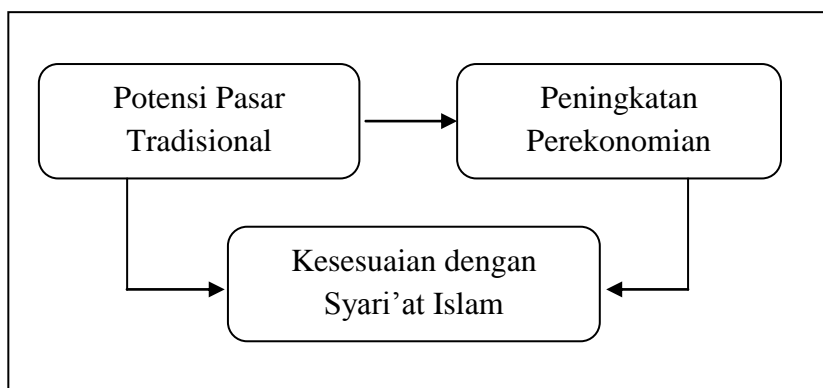 Potensi Pasar
Tradisional
Peningkatan
Perekonomian
Kesesuaian dengan
Syari’at Islam